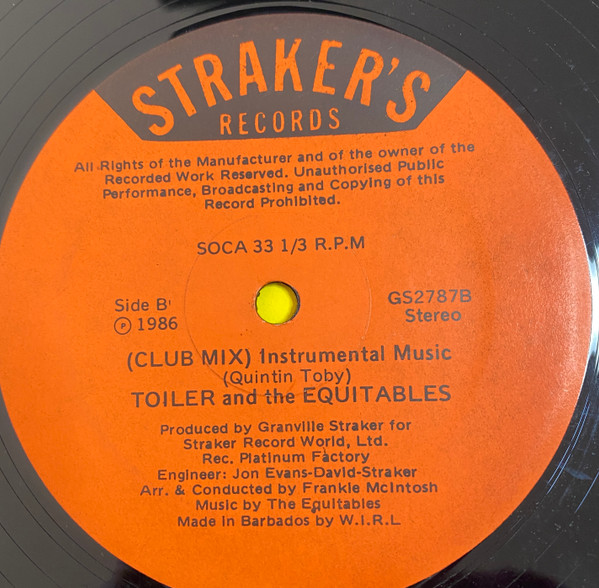 STRAKER'S
RECORDS
All Rights of the Manufacturer and of the owner of the
Recorded Work Reserved. Unauthorised Public
Performance, Broadcasting and Copying of this
Record Prohibited.
SOCA 33 1/3 R.P.M
Side B'
Ⓟ 1986
GS2787B
Stereo
(CLUB MIX) Instrumental Music
(Quintin Toby)
TOILER and the EQUITABLES
Produced by Granville Straker for
Straker Record World, Ltd.
Rec. Platinum Factory
Engineer: Jon Evans-David-Straker
Arr. & Conducted by Frankie McIntosh
Music by The Equitables
Made in Barbados by W.I.R.L